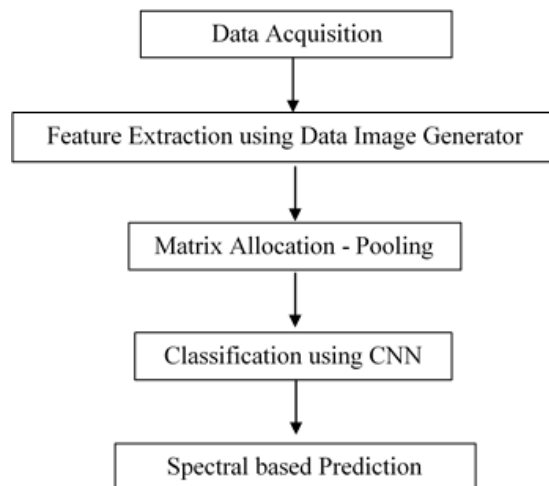 Data Acquisition
Feature Extraction using Data Image Generator
Matrix Allocation - Pooling
Classification using CNN
Spectral based Prediction